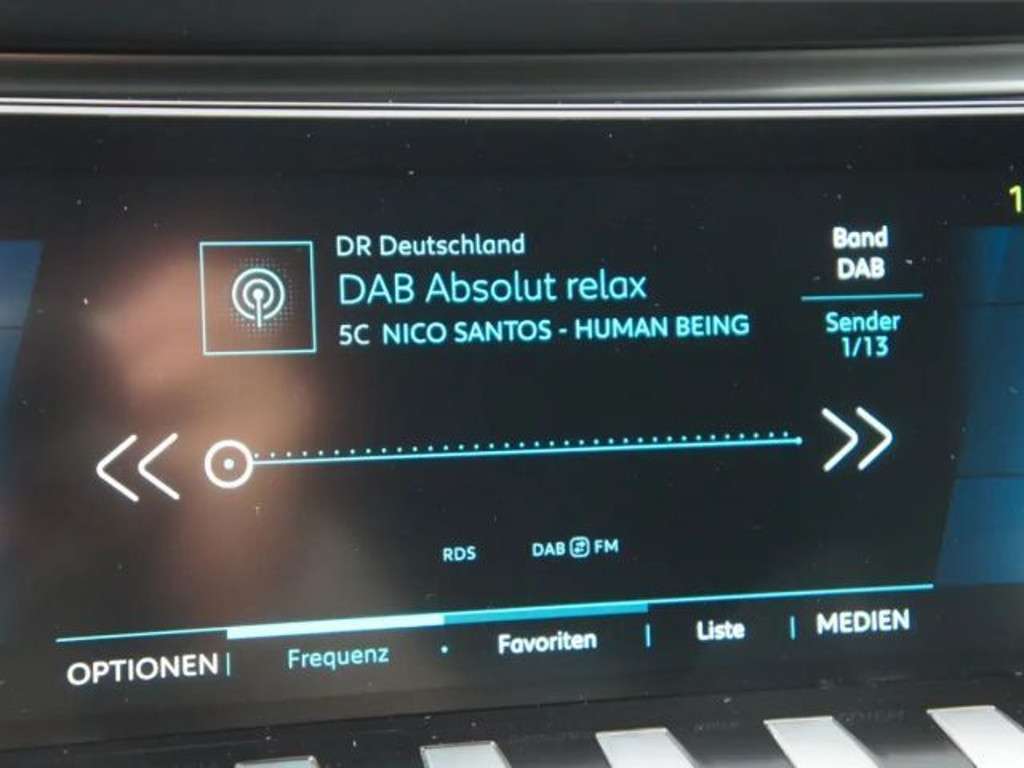 1
DR Deutschland
DAB Absolut relax
5C NICO SANTOS - HUMAN BEING
Band
DAB
Sender
1/13
RDS DAB FM
OPTIONEN Frequenz Favoriten Liste MEDIEN